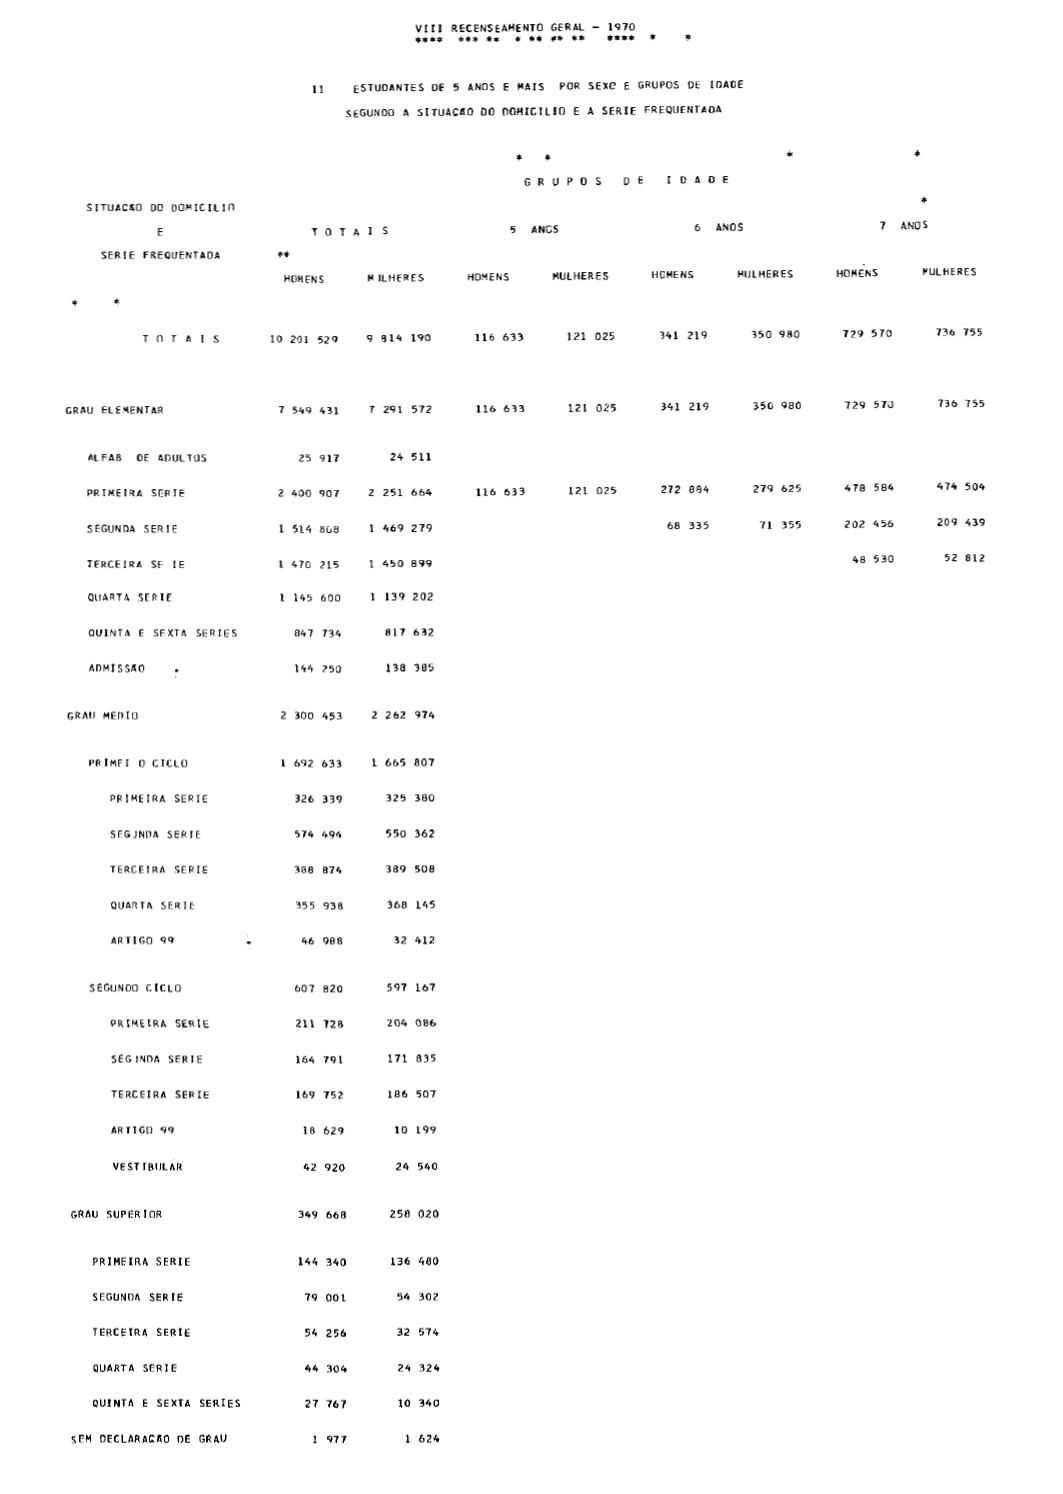 VIII RECENSEAMENTO GERAL — 1970
**** *** ** * ** ** ** **** * *
11 ESTUDANTES DE 5 ANOS E MAIS POR SEXO E GRUPOS DE IDADE
SEGUNDO A SITUACÃO DO DOMICILIO E A SERIE FREQUENTADA
* * * *
G R U P O S D E I D A D E
SITUACÃO DO DOMICILIO *
E T O T A I S 5 ANOS 6 ANOS 7 ANOS
SERIE FREQUENTADA **
HOMENS MULHERES HOMENS MULHERES HOMENS MULHERES HOMENS MULHERES
* *
T O T A I S 10 201 529 9 814 190 116 633 121 025 341 219 350 980 729 570 736 755
GRAU ELEMENTAR 7 549 431 7 291 572 116 633 121 025 341 219 350 980 729 570 736 755
ALFAB DE ADULTOS 25 917 24 511
PRIMEIRA SERIE 2 400 907 2 251 664 116 633 121 025 272 884 279 625 478 584 474 504
SEGUNDA SERIE 1 514 808 1 469 279 68 335 71 355 202 456 209 439
TERCEIRA SE IE 1 470 215 1 450 899 48 530 52 812
QUARTA SERIE 1 145 600 1 139 202
QUINTA E SEXTA SERIES 847 734 817 632
ADMISSÃO 144 250 138 385
GRAU MEDIO 2 300 453 2 262 974
PRIMEI O CICLO 1 692 633 1 665 807
PRIMEIRA SERIE 326 339 325 380
SEGUNDA SERIE 574 494 550 362
TERCEIRA SERIE 388 874 389 508
QUARTA SERIE 355 938 368 145
ARTIGO 99 46 988 32 412
SEGUNDO CICLO 607 820 597 167
PRIMEIRA SERIE 211 728 204 086
SEGUNDA SERIE 164 791 171 835
TERCEIRA SERIE 169 752 186 507
ARTIGO 99 18 629 10 199
VESTIBULAR 42 920 24 540
GRAU SUPERIOR 349 668 258 020
PRIMEIRA SERIE 144 340 136 480
SEGUNDA SERIE 79 001 54 302
TERCEIRA SERIE 54 256 32 574
QUARTA SERIE 44 304 24 324
QUINTA E SEXTA SERIES 27 767 10 340
SEM DECLARACÃO DE GRAU 1 977 1 624